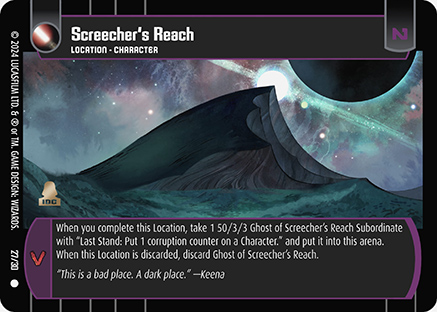 Screecher's Reach
LOCATION - CHARACTER
N
© 2024 LUCASFILM LTD. & ® or TM. GAME DESIGN: WIZARDS.
27/30
IDC
V
When you complete this Location, take 1 50/3/3 Ghost of Screecher's Reach Subordinate
with "Last Stand: Put 1 corruption counter on a Character." and put it into this arena.
When this Location is discarded, discard Ghost of Screecher's Reach.
"This is a bad place. A dark place." —Keena